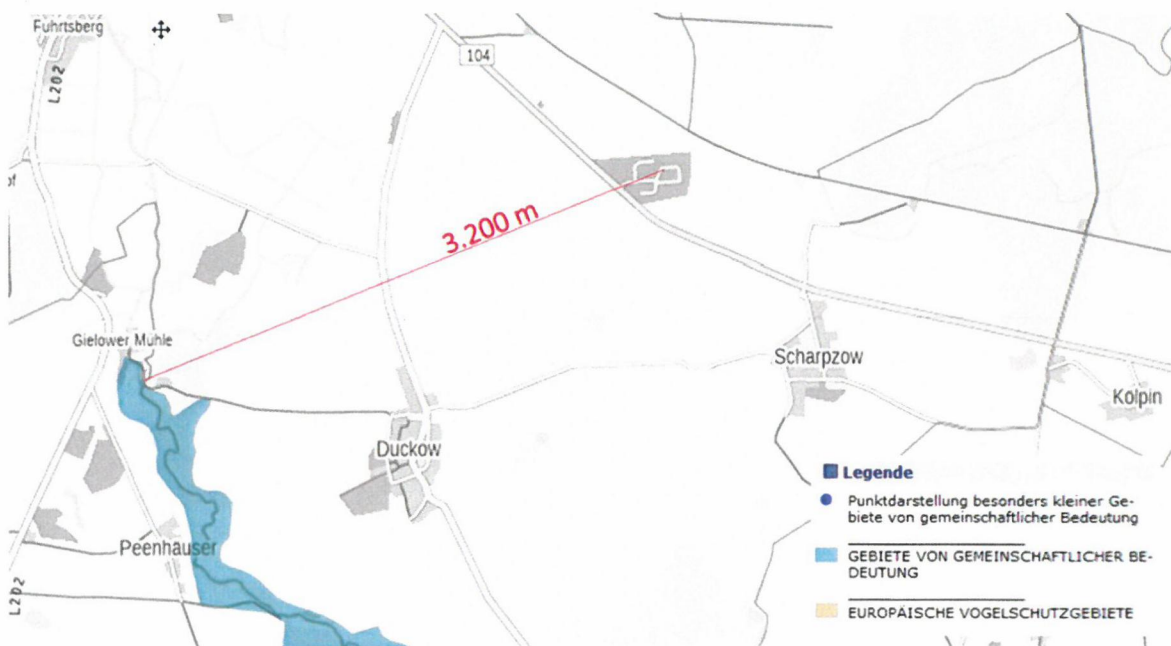 Fuhrtsberg
L202
104
of
3.200 m
Gielower Mühle
Scharpzow
Kolpin
Duckow
Peenhäuser
L202
Legende
Punktdarstellung besonders kleiner Ge-
biete von gemeinschaftlicher Bedeutung
GEBIETE VON GEMEINSCHAFTLICHER BE-
DEUTUNG
EUROPÄISCHE VOGELSCHUTZGEBIETE